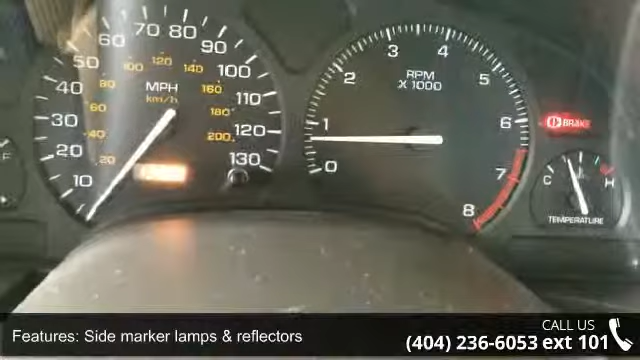 10 20 30 40 50 60 70 80 90 100 110 120 130
20 40 60 80 100 120 140 160 180 200
MPH
km/h
0 1 2 3 4 5 6 7 8
RPM
X 1000
BRAKE
F
C H
TEMPERATURE
Features: Side marker lamps & reflectors
CALL US
(404) 236-6053 ext 101